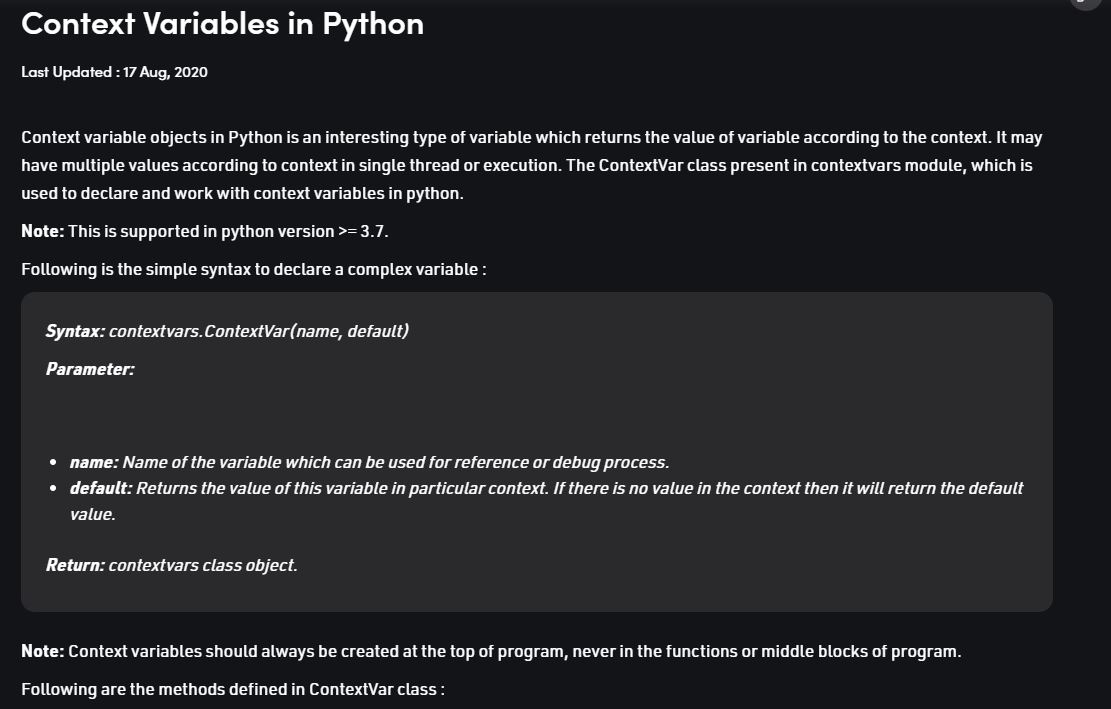 Context Variables in Python
Last Updated : 17 Aug, 2020
Context variable objects in Python is an interesting type of variable which returns the value of variable according to the context. It may
have multiple values according to context in single thread or execution. The ContextVar class present in contextvars module, which is
used to declare and work with context variables in python.
Note: This is supported in python version >= 3.7.
Following is the simple syntax to declare a complex variable :
Syntax: contextvars.ContextVar(name, default)
Parameter:
• name: Name of the variable which can be used for reference or debug process.
• default: Returns the value of this variable in particular context. If there is no value in the context then it will return the default
value.
Return: contextvars class object.
Note: Context variables should always be created at the top of program, never in the functions or middle blocks of program.
Following are the methods defined in ContextVar class :